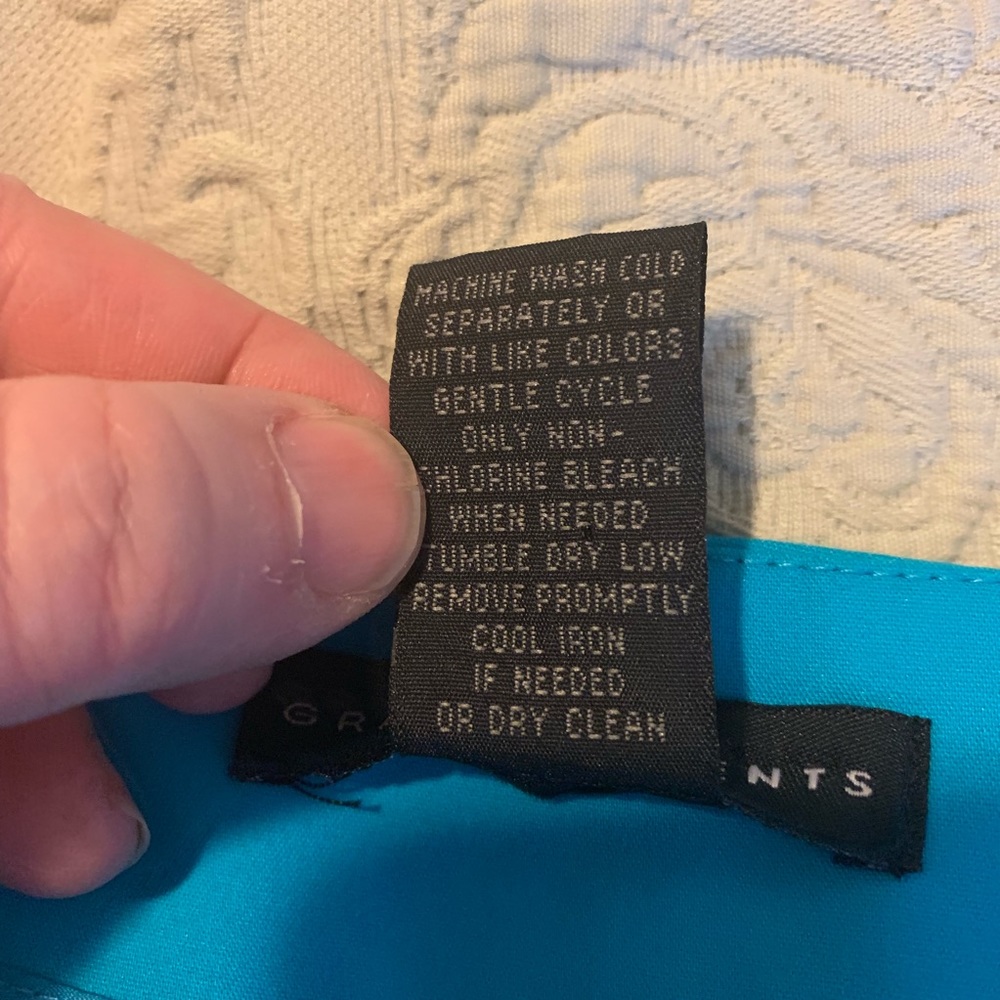 MACHINE WASH COLD
SEPARATELY OR
WITH LIKE COLORS
GENTLE CYCLE
ONLY NON-
CHLORINE BLEACH
WHEN NEEDED
TUMBLE DRY LOW
REMOVE PROMPTLY
COOL IRON
IF NEEDED
OR DRY CLEAN